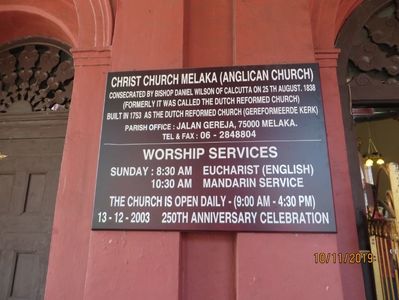 CHRIST CHURCH MELAKA (ANGLICAN CHURCH)
CONSECRATED BY BISHOP DANIEL WILSON OF CALCUTTA ON 25 TH AUGUST. 1838
(FORMERLY IT WAS CALLED THE DUTCH REFORMED CHURCH)
BUILT IN 1753 AS THE DUTCH REFORMED CHURCH (GEREFORMEERDE KERK)
PARISH OFFICE : JALAN GEREJA, 75000 MELAKA.
TEL & FAX : 06 - 2848804
WORSHIP SERVICES
SUNDAY : 8:30 AM EUCHARIST (ENGLISH)
10:30 AM MANDARIN SERVICE
THE CHURCH IS OPEN DAILY - (9:00 AM - 4:30 PM)
13 - 12 - 2003 250TH ANNIVERSARY CELEBRATION
10/11/2019